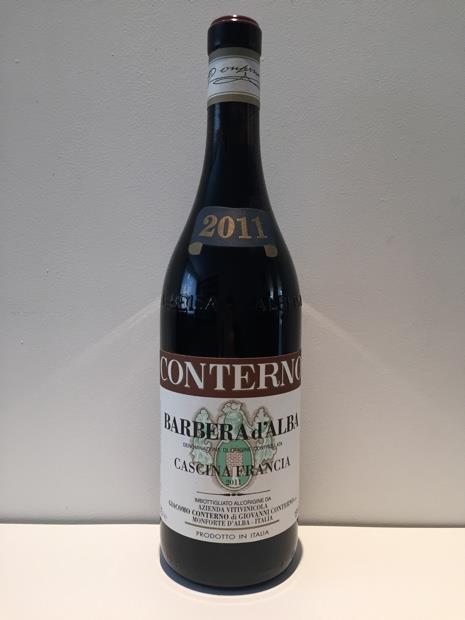 2011
CONTERNO
BARBERA d'ALBA
DENOMINAZIONE DI ORIGINE CONTROLLATA
CASCINA FRANCIA
2011
IMBOTTIGLIATO ALL'ORIGINE DA
AZIENDA VITIVINICOLA
GIACOMO CONTERNO di GIOVANNI CONTERNO
MONFORTE D'ALBA - ITALIA
PRODOTTO IN ITALIA